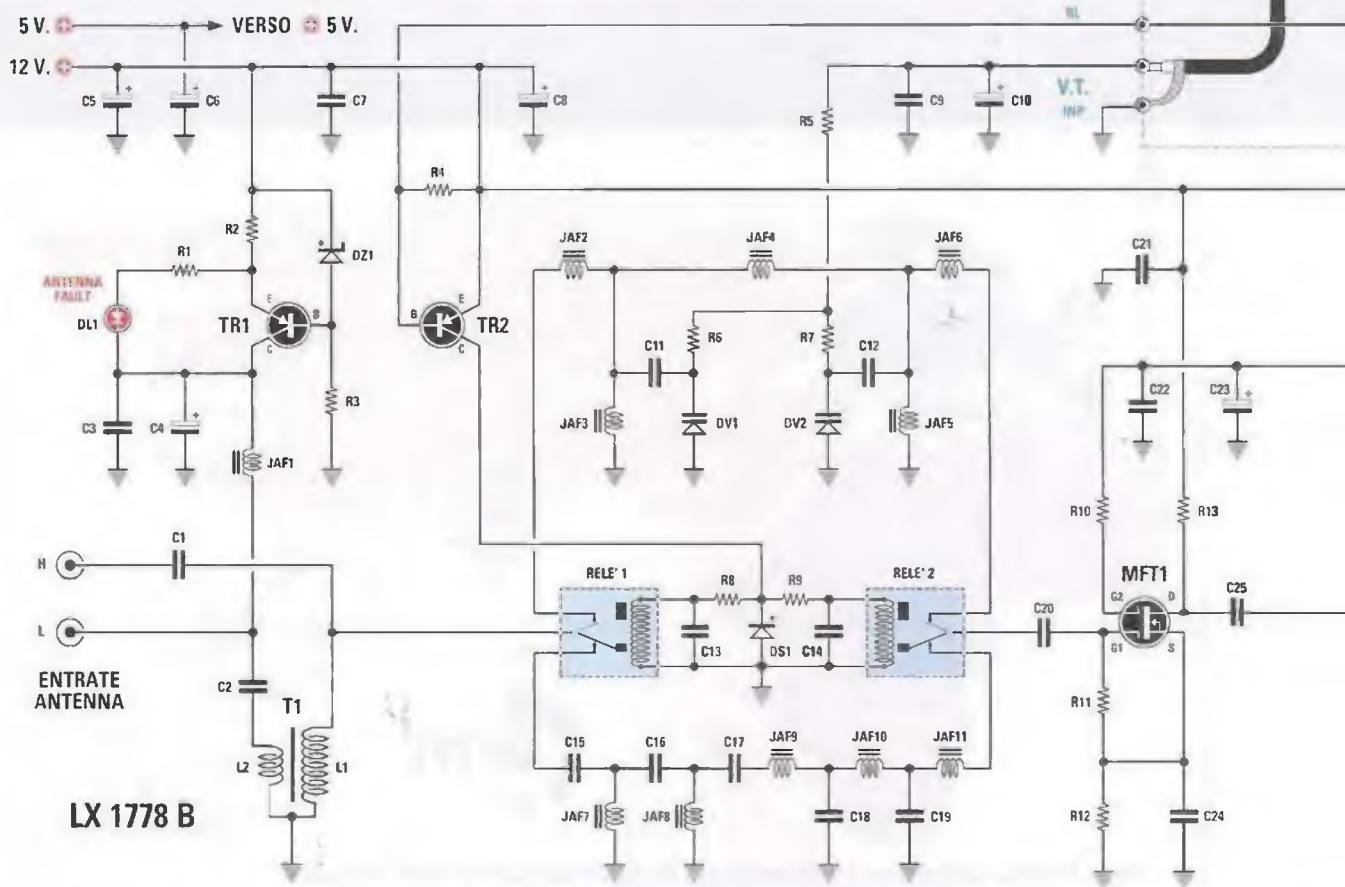 5 V.
VERSO
5 V.
12 V.
C5
C6
C7
C8
C9
C10
V.T.
INP
R5
R4
R2
R1
DZ1
ANTENNA
FAULT
DL1
E
B
C
TR1
B
E
C
TR2
R3
C3
C4
JAF1
JAF2
JAF4
JAF6
C11
R6
R7
C12
JAF3
DV1
DV2
JAF5
C21
C22
C23
R10
R13
H
C1
L
ENTRATE
ANTENNA
C2
T1
L2
L1
LX 1778 B
RELE' 1
R8
R9
RELE' 2
C13
DS1
C14
C20
MFT1
G2
D
G1
S
C25
R11
R12
C24
C15
C16
C17
JAF9
JAF10
JAF11
JAF7
JAF8
C18
C19